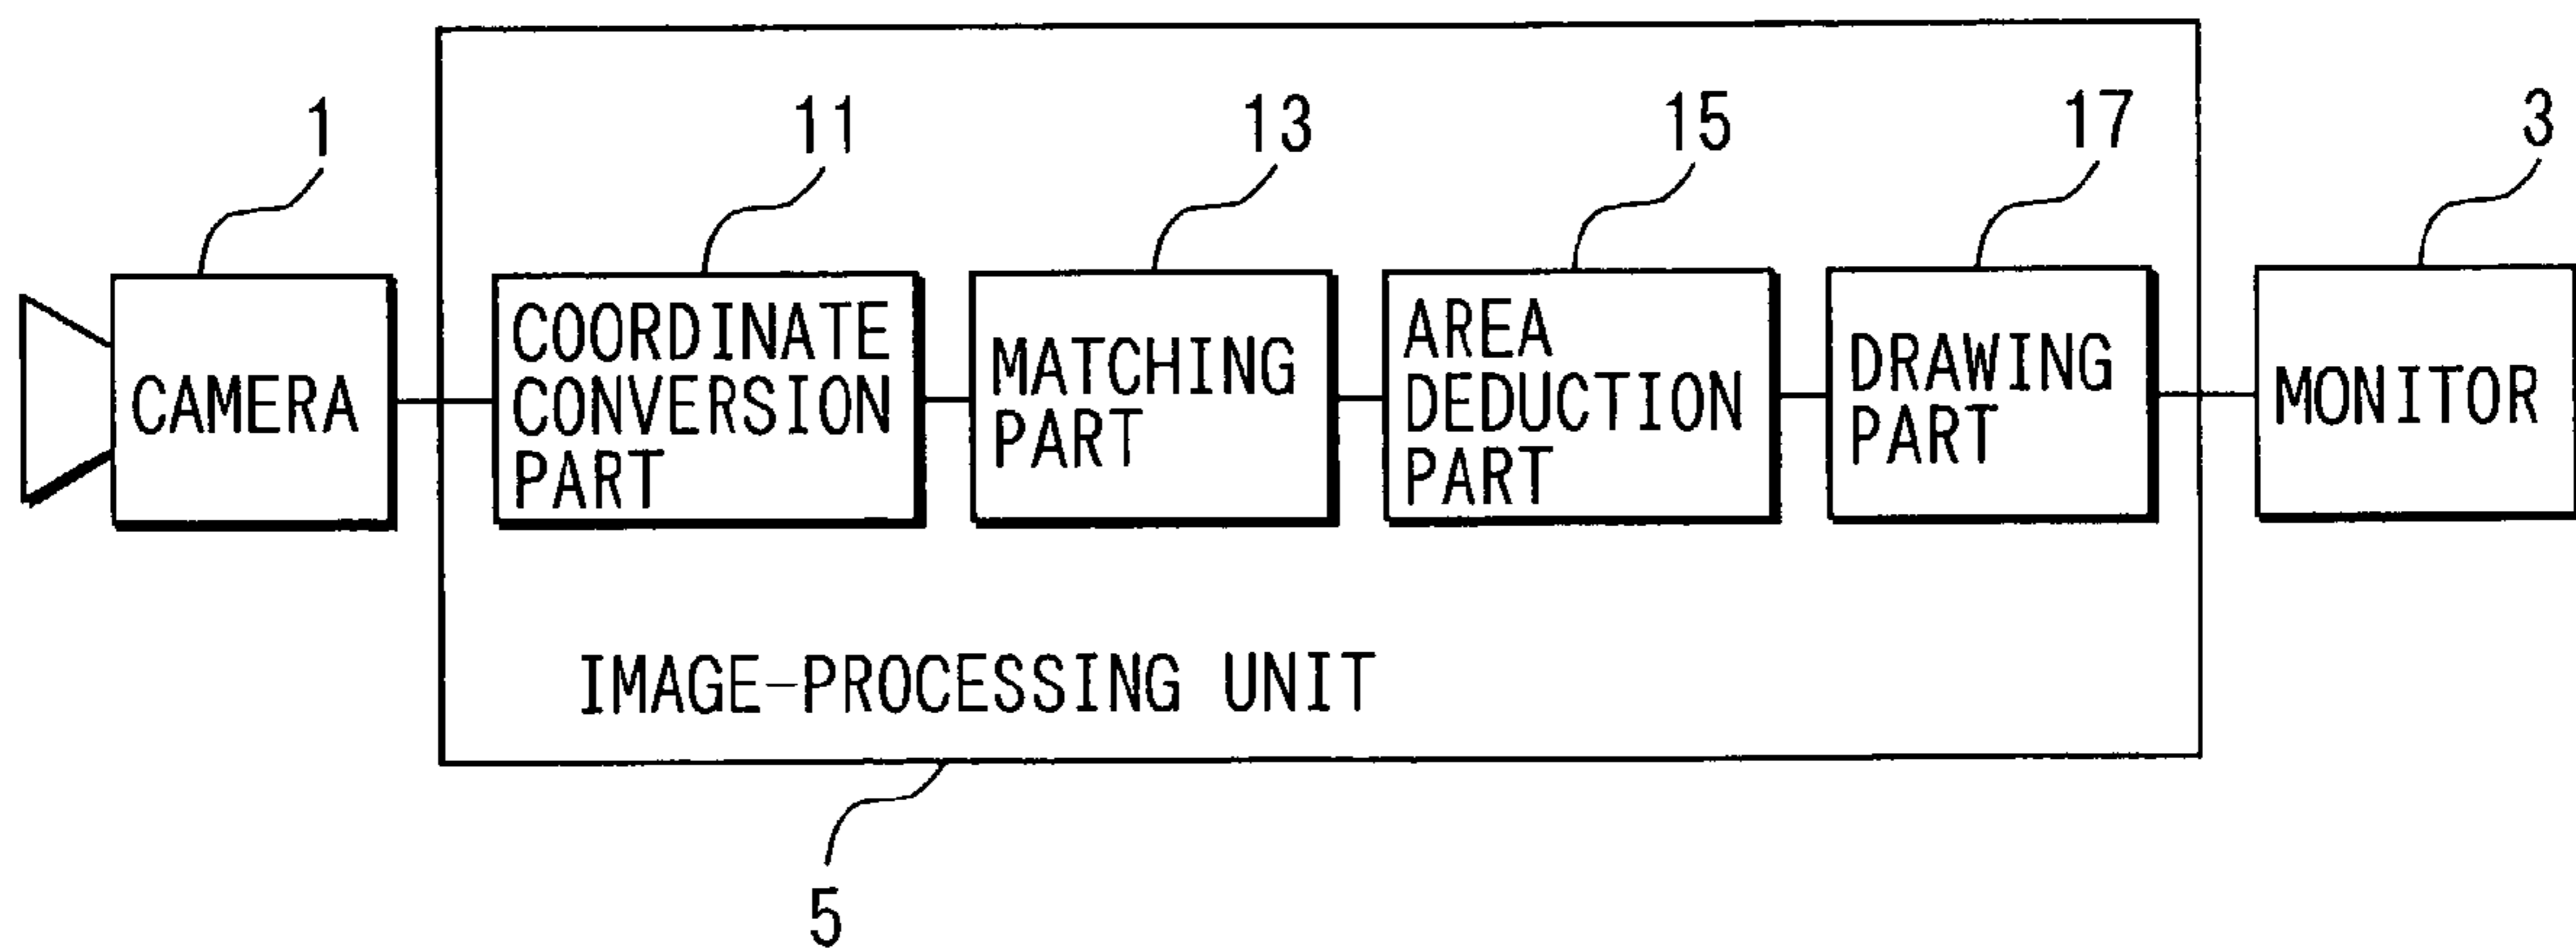 1
11
13
15
17
3
CAMERA
COORDINATE
CONVERSION
PART
MATCHING
PART
AREA
DEDUCTION
PART
DRAWING
PART
MONITOR
IMAGE-PROCESSING UNIT
5